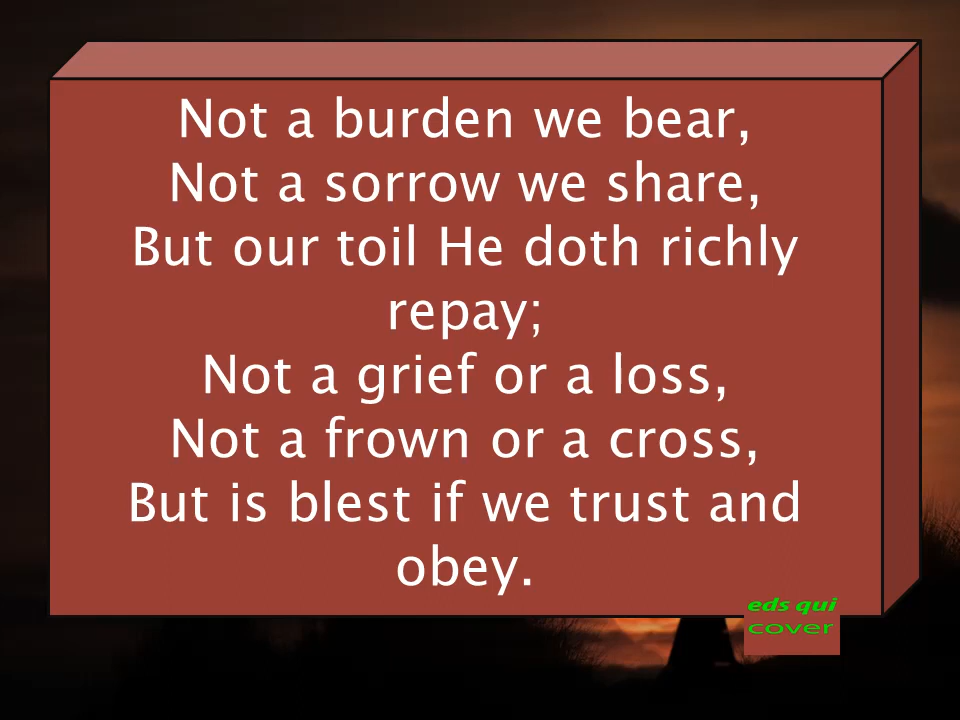 Not a burden we bear,
Not a sorrow we share,
But our toil He doth richly
repay;
Not a grief or a loss,
Not a frown or a cross,
But is blest if we trust and
obey.
eds qui
cover